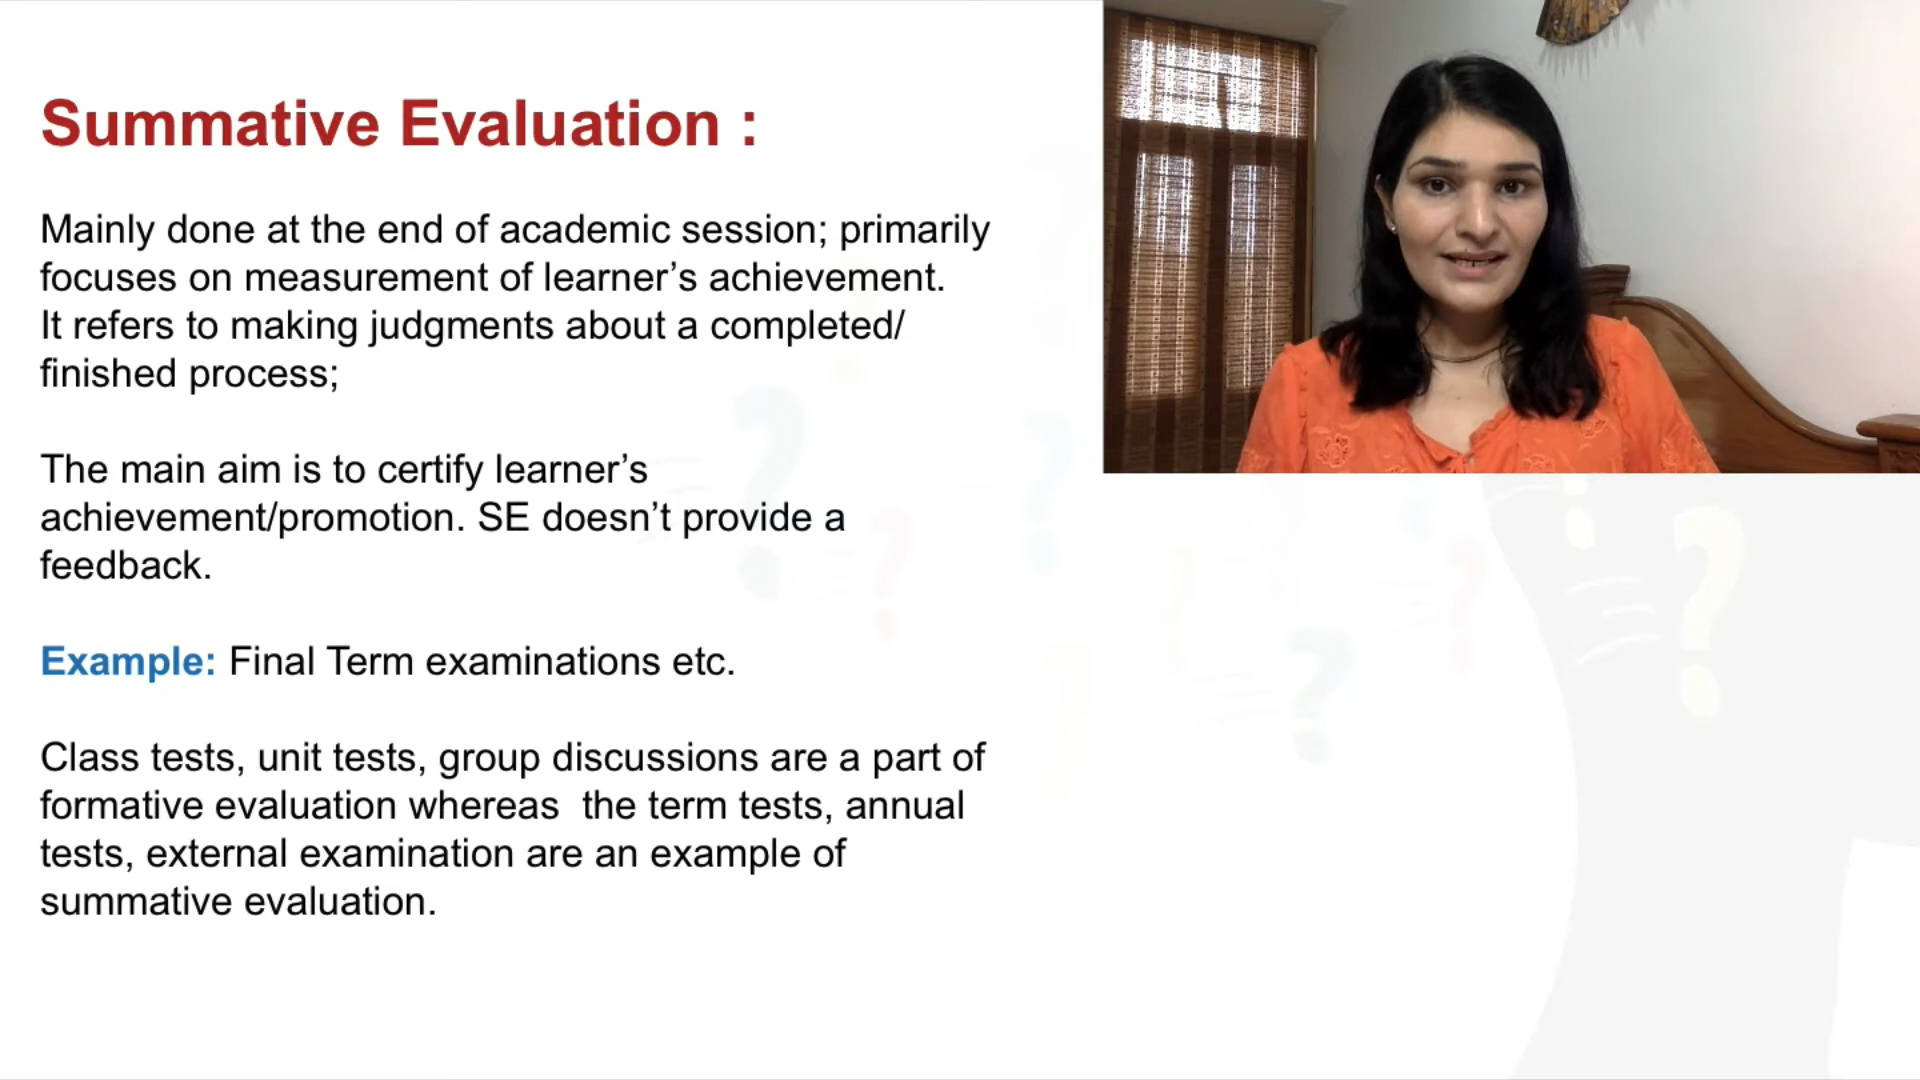 Summative Evaluation :
Mainly done at the end of academic session; primarily
focuses on measurement of learner’s achievement.
It refers to making judgments about a completed/
finished process;
The main aim is to certify learner’s
achievement/promotion. SE doesn’t provide a
feedback.
Example: Final Term examinations etc.
Class tests, unit tests, group discussions are a part of
formative evaluation whereas  the term tests, annual
tests, external examination are an example of
summative evaluation.